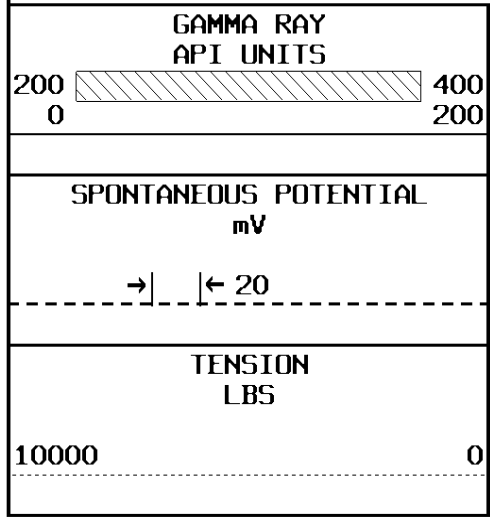 GAMMA RAY
API UNITS
200 400
0 200
SPONTANEOUS POTENTIAL
mV
→| |← 20
TENSION
LBS
10000 0